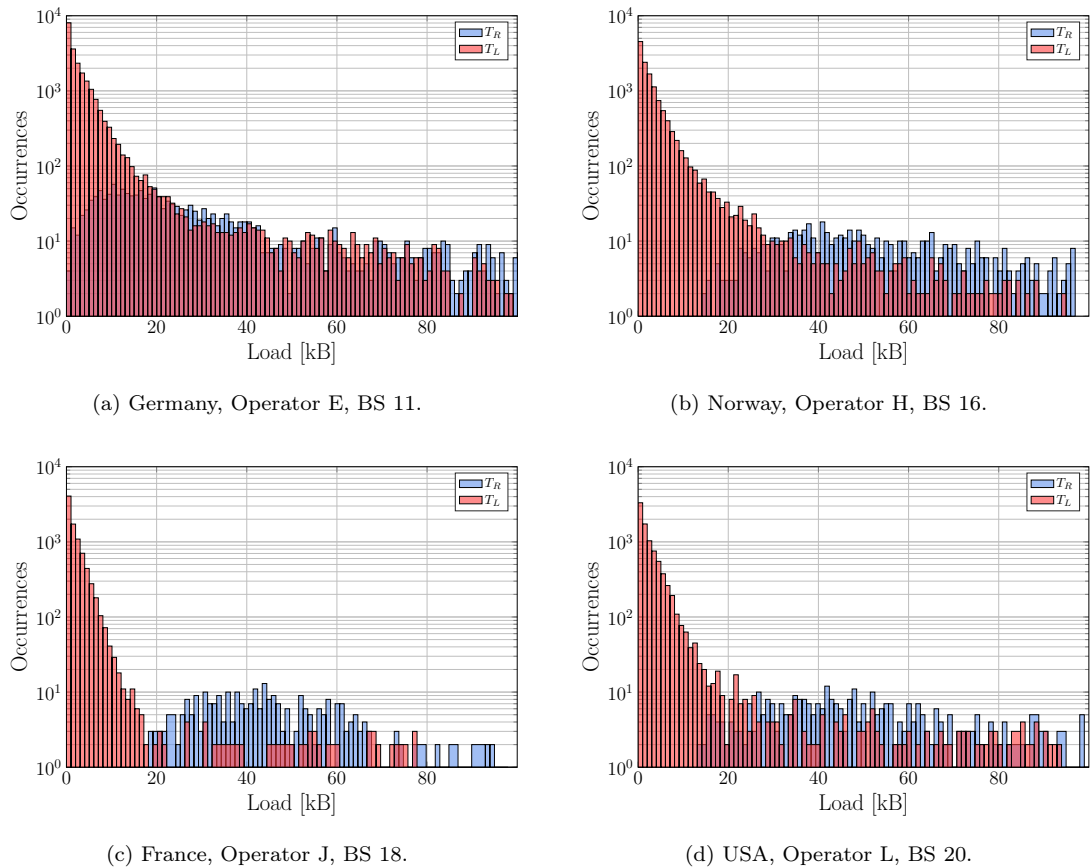 10^4
10^3
10^2
10^1
10^0
Occurrences
0 20 40 60 80
Load [kB]
T_R
T_L
(a) Germany, Operator E, BS 11.
10^4
10^3
10^2
10^1
10^0
Occurrences
0 20 40 60 80
Load [kB]
T_R
T_L
(b) Norway, Operator H, BS 16.
10^4
10^3
10^2
10^1
10^0
Occurrences
0 20 40 60 80
Load [kB]
T_R
T_L
(c) France, Operator J, BS 18.
10^4
10^3
10^2
10^1
10^0
Occurrences
0 20 40 60 80
Load [kB]
T_R
T_L
(d) USA, Operator L, BS 20.